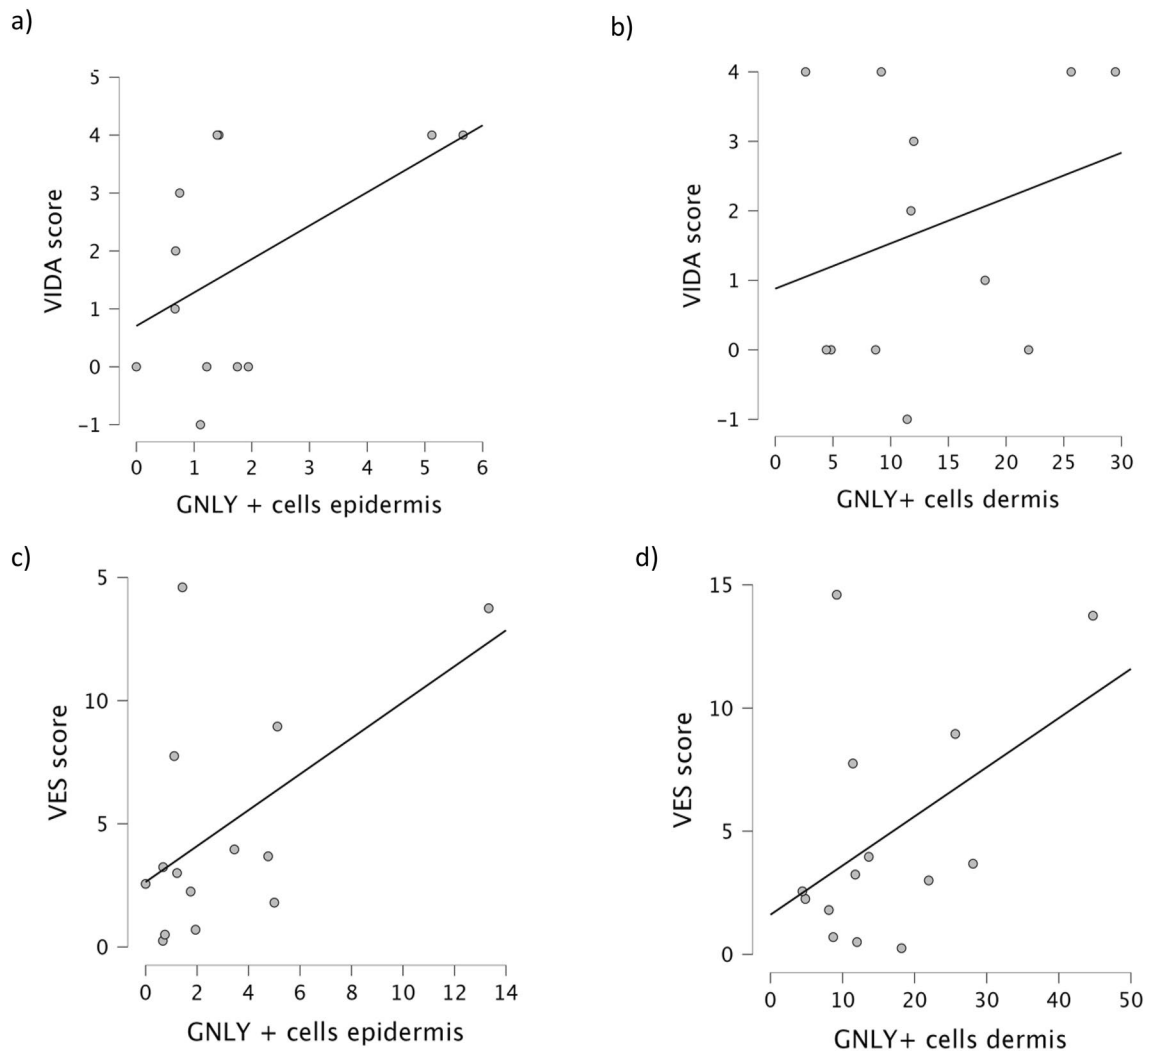 a)
5
4
3
2
1
0
−1
VIDA score
0 1 2 3 4 5 6
GNLY + cells epidermis
b)
4
3
2
1
0
−1
VIDA score
0 5 10 15 20 25 30
GNLY+ cells dermis
c)
5
10
5
0
VES score
0 2 4 6 8 10 12 14
GNLY + cells epidermis
d)
15
10
5
0
VES score
0 10 20 30 40 50
GNLY+ cells dermis